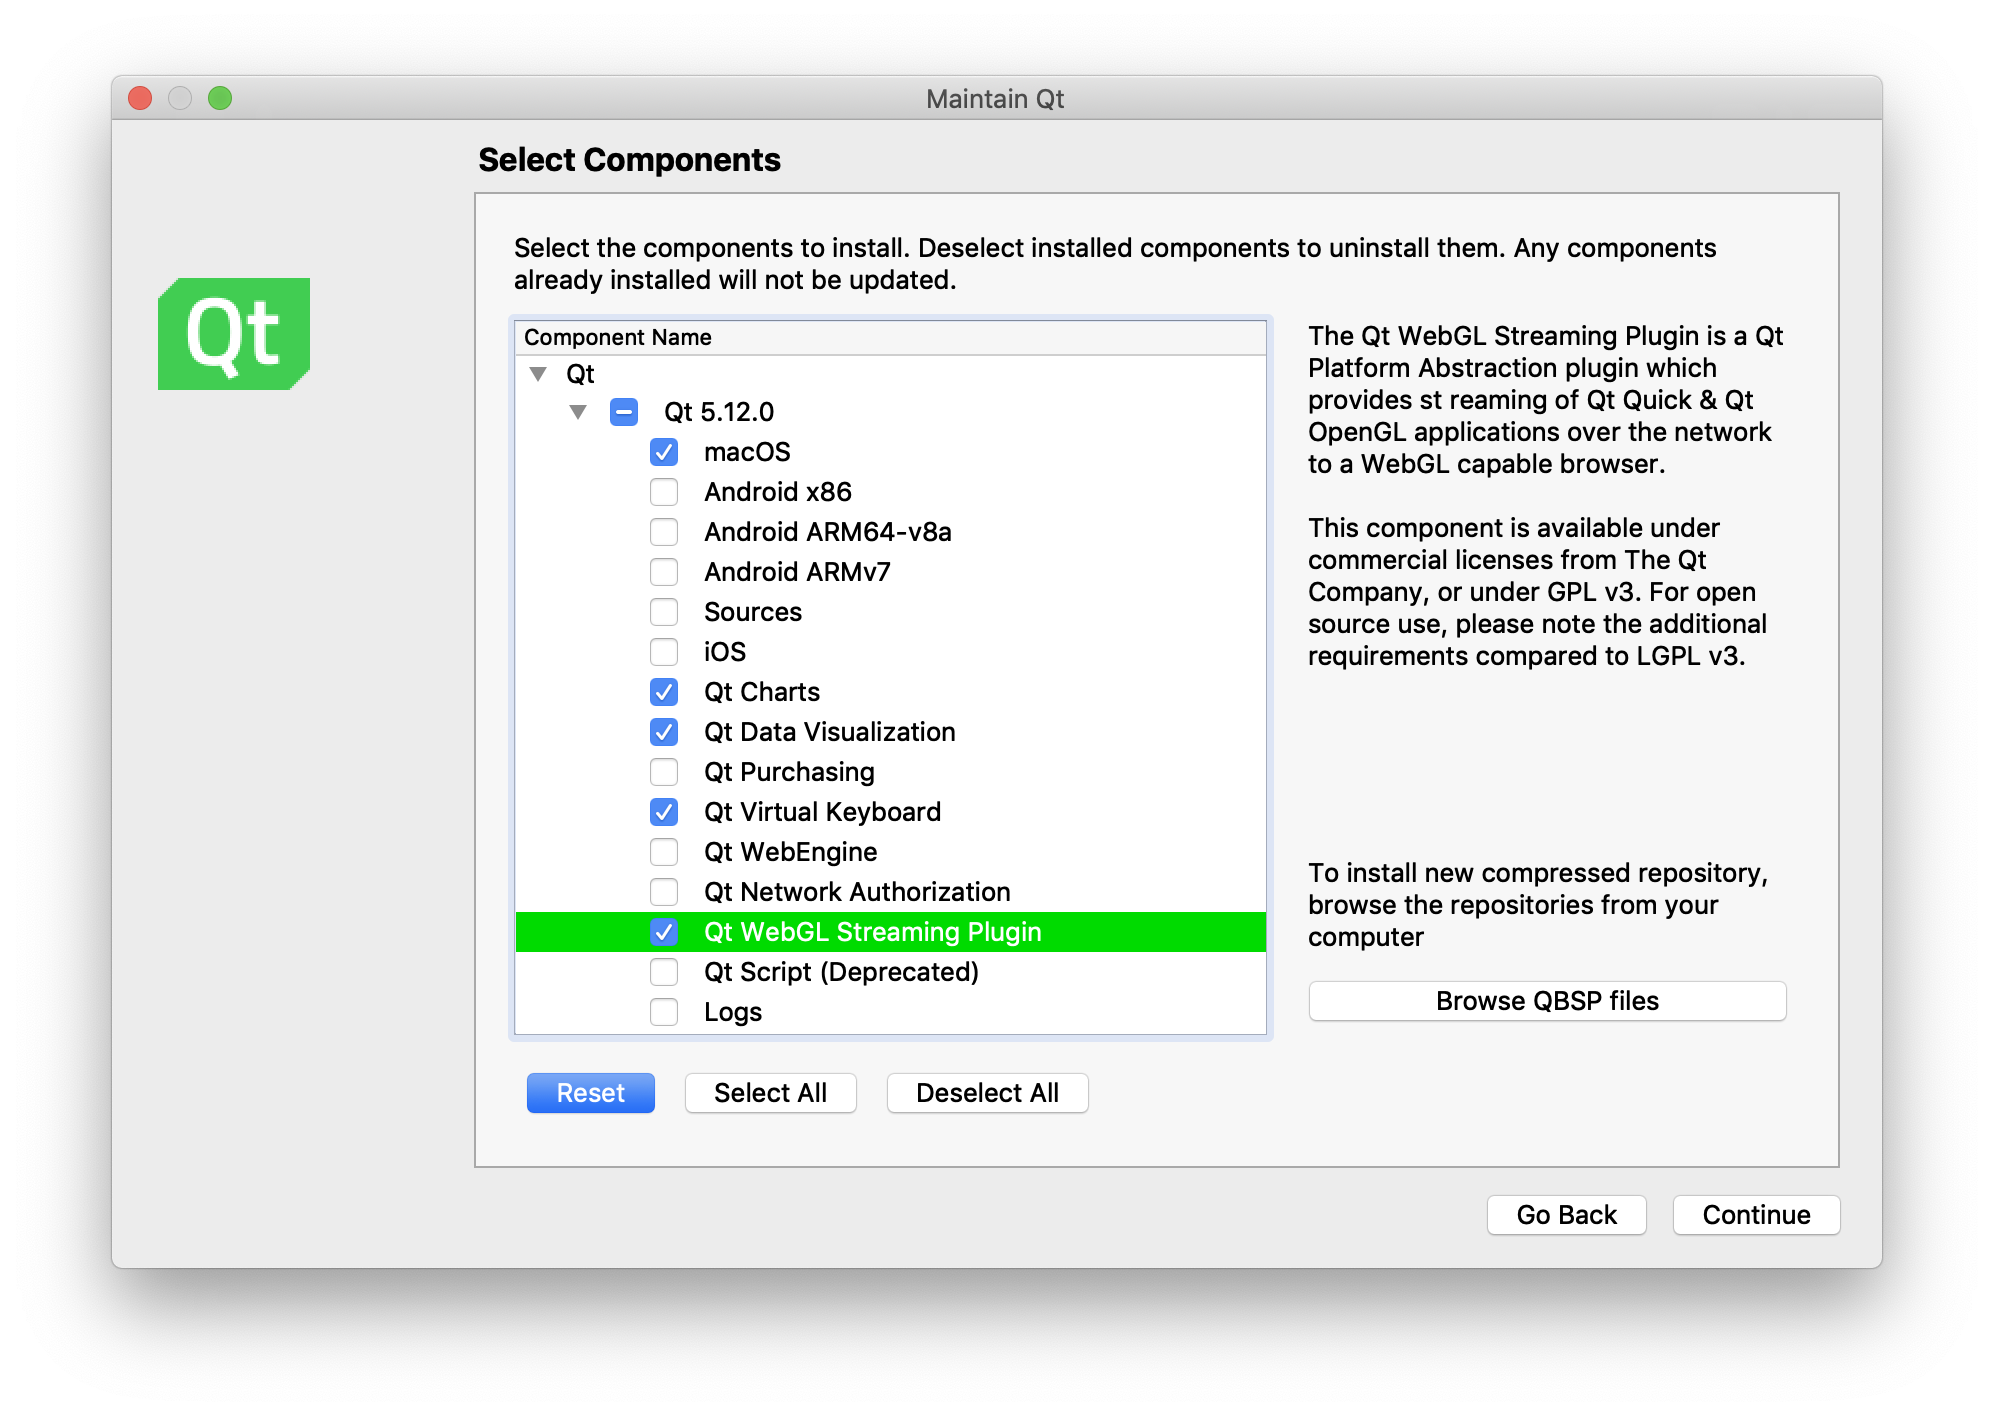 Maintain Qt
Select Components
Qt
Select the components to install. Deselect installed components to uninstall them. Any components
already installed will not be updated.
Component Name
Qt
Qt 5.12.0
macOS
Android x86
Android ARM64-v8a
Android ARMv7
Sources
iOS
Qt Charts
Qt Data Visualization
Qt Purchasing
Qt Virtual Keyboard
Qt WebEngine
Qt Network Authorization
Qt WebGL Streaming Plugin
Qt Script (Deprecated)
Logs
The Qt WebGL Streaming Plugin is a Qt
Platform Abstraction plugin which
provides st reaming of Qt Quick & Qt
OpenGL applications over the network
to a WebGL capable browser.
This component is available under
commercial licenses from The Qt
Company, or under GPL v3. For open
source use, please note the additional
requirements compared to LGPL v3.
To install new compressed repository,
browse the repositories from your
computer
Browse QBSP files
Reset
Select All
Deselect All
Go Back
Continue